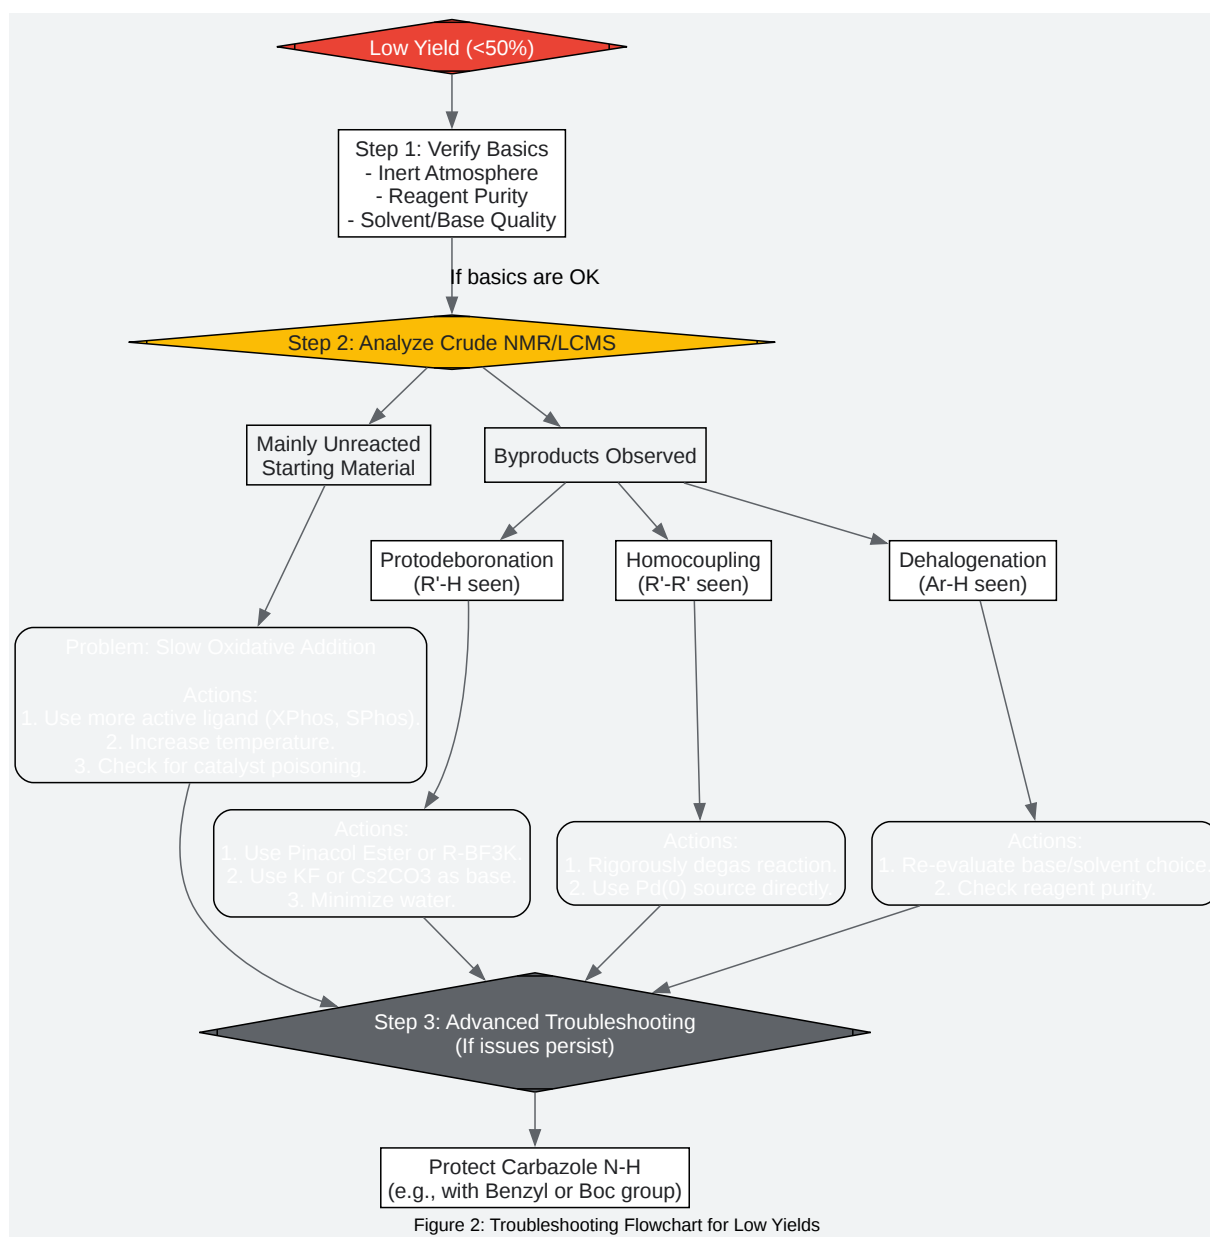 Low Yield (<50%)
Step 1: Verify Basics
- Inert Atmosphere
- Reagent Purity
- Solvent/Base Quality
If basics are OK
Step 2: Analyze Crude NMR/LCMS
Mainly Unreacted
Starting Material
Byproducts Observed
Protodeboronation
(R'-H seen)
Homocoupling
(R'-R' seen)
Dehalogenation
(Ar-H seen)
Problem: Slow Oxidative Addition
Actions:
1. Use more active ligand (XPhos, SPhos).
2. Increase temperature.
3. Check for catalyst poisoning.
Actions:
1. Use Pinacol Ester or R-BF3K.
2. Use KF or Cs2CO3 as base.
3. Minimize water.
Actions:
1. Rigorously degas reaction.
2. Use Pd(0) source directly.
Actions:
1. Re-evaluate base/solvent choice.
2. Check reagent purity.
Step 3: Advanced Troubleshooting
(If issues persist)
Protect Carbazole N-H
(e.g., with Benzyl or Boc group)
Figure 2: Troubleshooting Flowchart for Low Yields